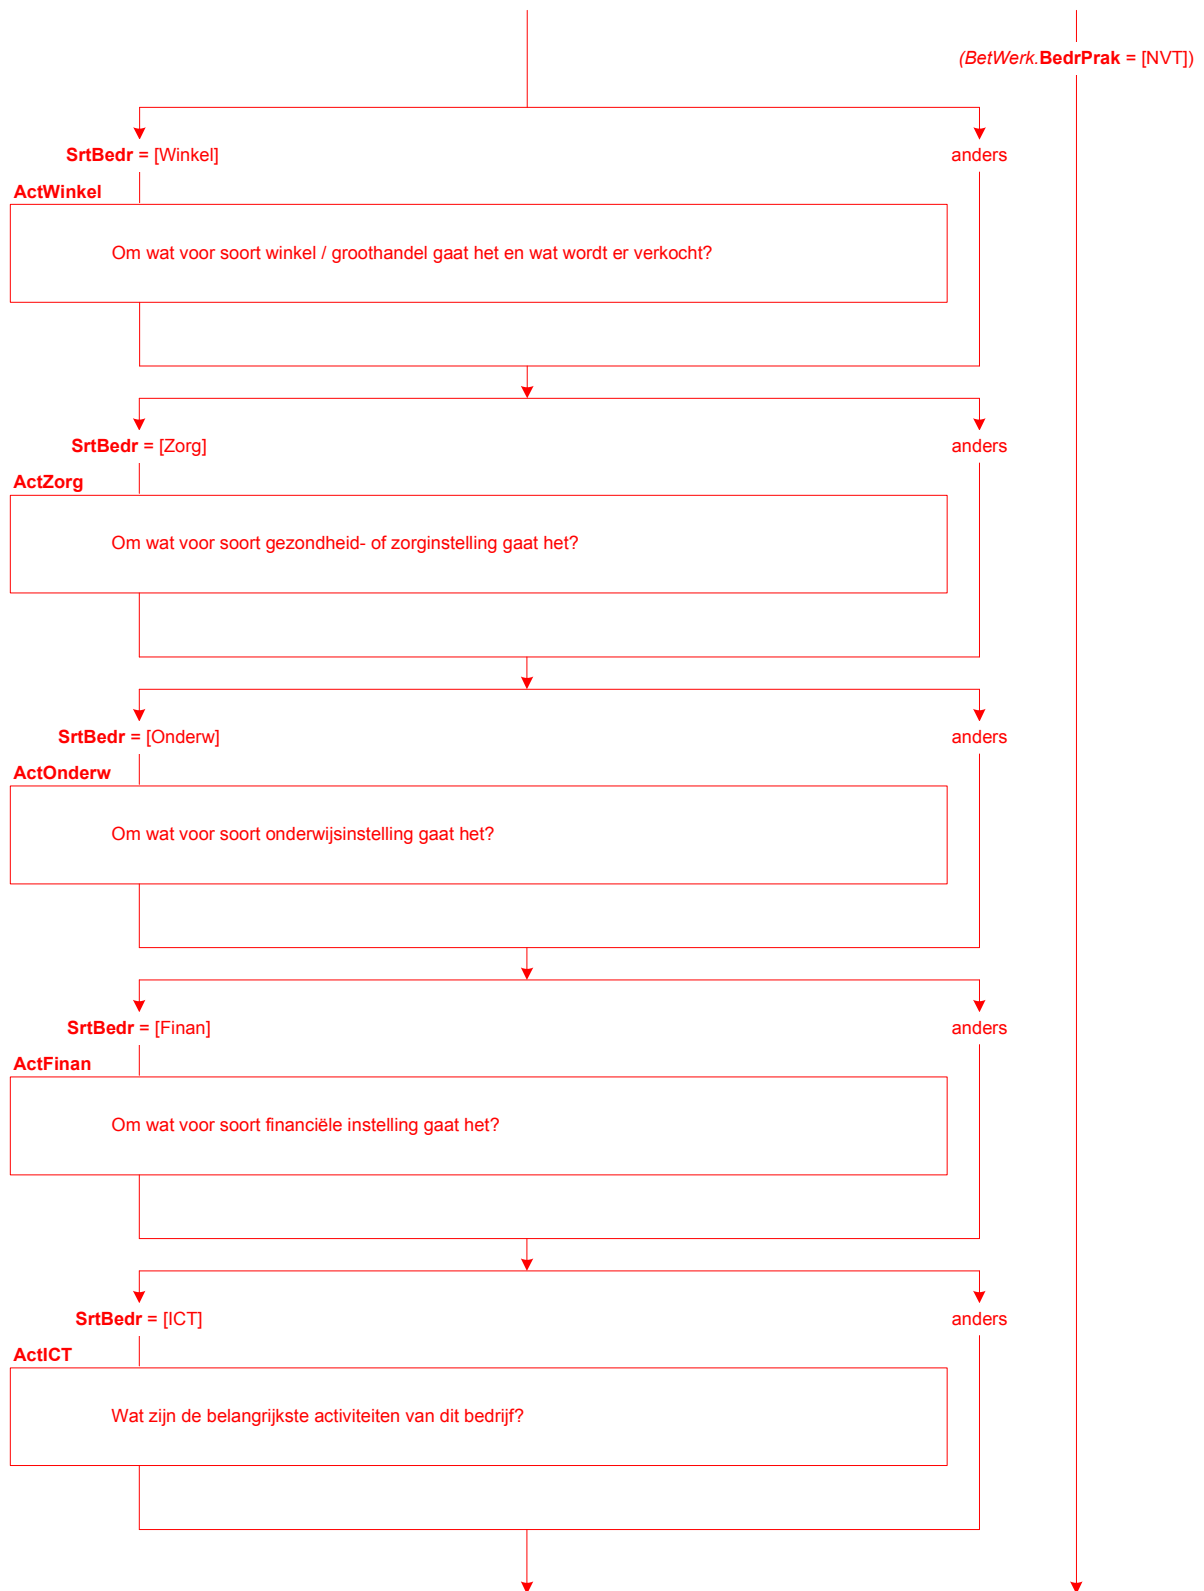 (BetWerk.BedrPrak = [NVT])
SrtBedr = [Winkel] anders
ActWinkel
Om wat voor soort winkel / groothandel gaat het en wat wordt er verkocht?
SrtBedr = [Zorg] anders
ActZorg
Om wat voor soort gezondheid- of zorginstelling gaat het?
SrtBedr = [Onderw] anders
ActOnderw
Om wat voor soort onderwijsinstelling gaat het?
SrtBedr = [Finan] anders
ActFinan
Om wat voor soort financiële instelling gaat het?
SrtBedr = [ICT] anders
ActICT
Wat zijn de belangrijkste activiteiten van dit bedrijf?